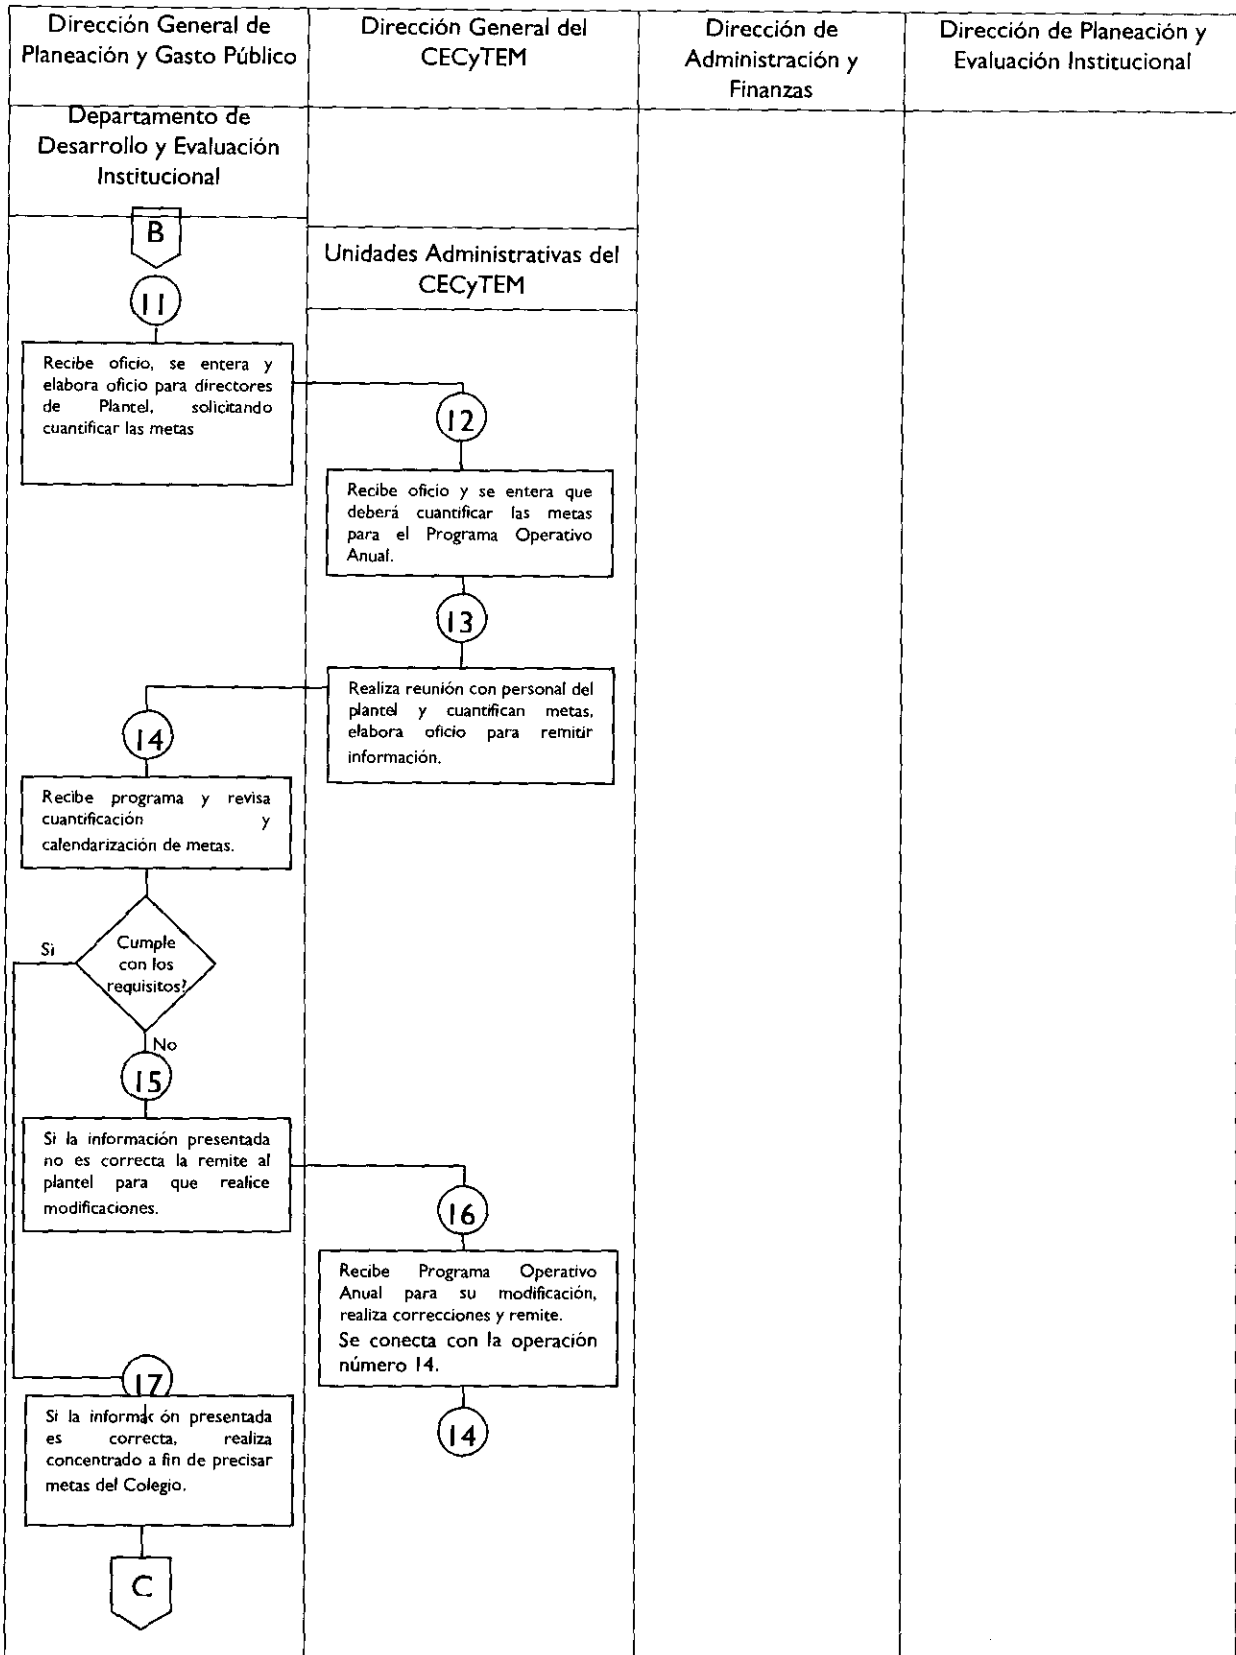 Dirección General de
Planeación y Gasto Público
Dirección General del
CECyTEM
Dirección de
Administración y
Finanzas
Dirección de Planeación y
Evaluación Institucional
Departamento de
Desarrollo y Evaluación
Institucional
B
Unidades Administrativas del
CECyTEM
11
Recibe oficio, se entera y
elabora oficio para directores
de Plantel, solicitando
cuantificar las metas
12
Recibe oficio y se entera que
deberá cuantificar las metas
para el Programa Operativo
Anual.
13
Realiza reunión con personal del
plantel y cuantifican metas,
elabora oficio para remitir
información.
14
Recibe programa y revisa
cuantificación y
calendarización de metas.
Si
Cumple
con los
requisitos?
No
15
Si la información presentada
no es correcta la remite al
plantel para que realice
modificaciones.
16
Recibe Programa Operativo
Anual para su modificación,
realiza correcciones y remite.
Se conecta con la operación
número 14.
14
17
Si la información presentada
es correcta, realiza
concentrado a fin de precisar
metas del Colegio.
C